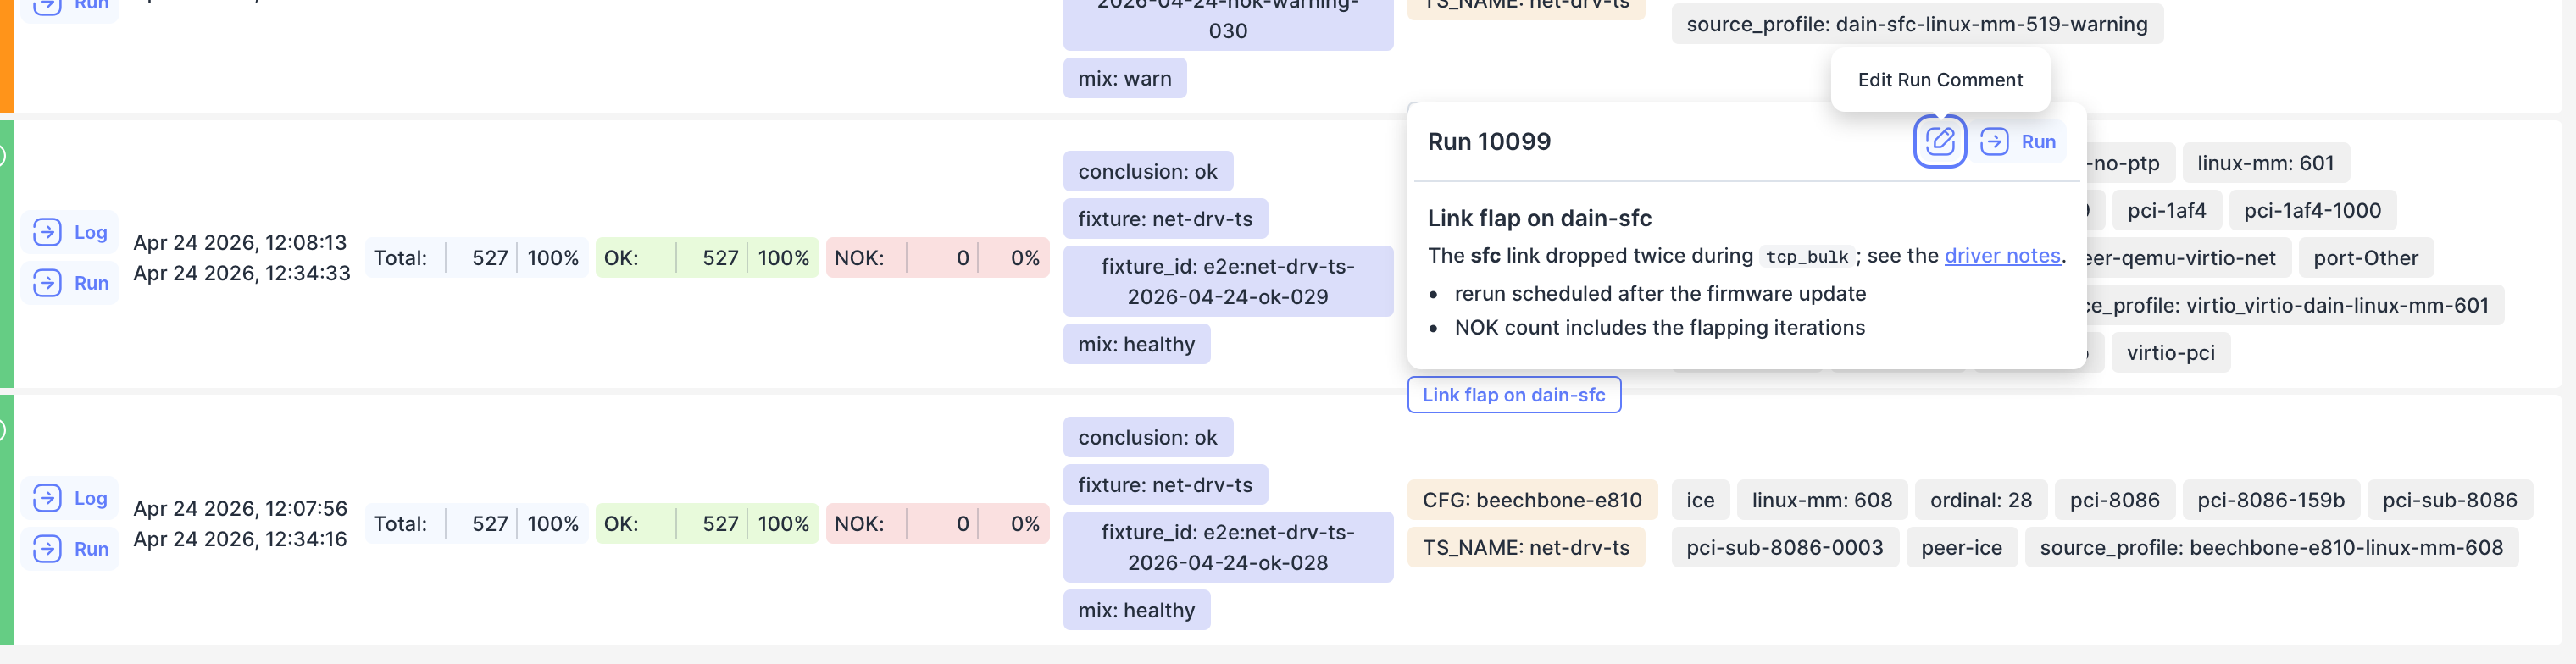 Run
2026-04-24-nok-warning-
030
mix: warn
TS_NAME: net-drv-ts
source_profile: dain-sfc-linux-mm-519-warning
Edit Run Comment
Log
Run
Apr 24 2026, 12:08:13
Apr 24 2026, 12:34:33
Total: 527 100%
OK: 527 100%
NOK: 0 0%
conclusion: ok
fixture: net-drv-ts
fixture_id: e2e:net-drv-ts-
2026-04-24-ok-029
mix: healthy
Run 10099
Run
Link flap on dain-sfc
The sfc link dropped twice during tcp_bulk; see the driver notes.
• rerun scheduled after the firmware update
• NOK count includes the flapping iterations
-no-ptp linux-mm: 601
pci-1af4 pci-1af4-1000
eer-qemu-virtio-net port-Other
ce_profile: virtio_virtio-dain-linux-mm-601
virtio-pci
Link flap on dain-sfc
Log
Run
Apr 24 2026, 12:07:56
Apr 24 2026, 12:34:16
Total: 527 100%
OK: 527 100%
NOK: 0 0%
conclusion: ok
fixture: net-drv-ts
fixture_id: e2e:net-drv-ts-
2026-04-24-ok-028
mix: healthy
CFG: beechbone-e810
TS_NAME: net-drv-ts
ice linux-mm: 608 ordinal: 28 pci-8086 pci-8086-159b pci-sub-8086
pci-sub-8086-0003 peer-ice source_profile: beechbone-e810-linux-mm-608